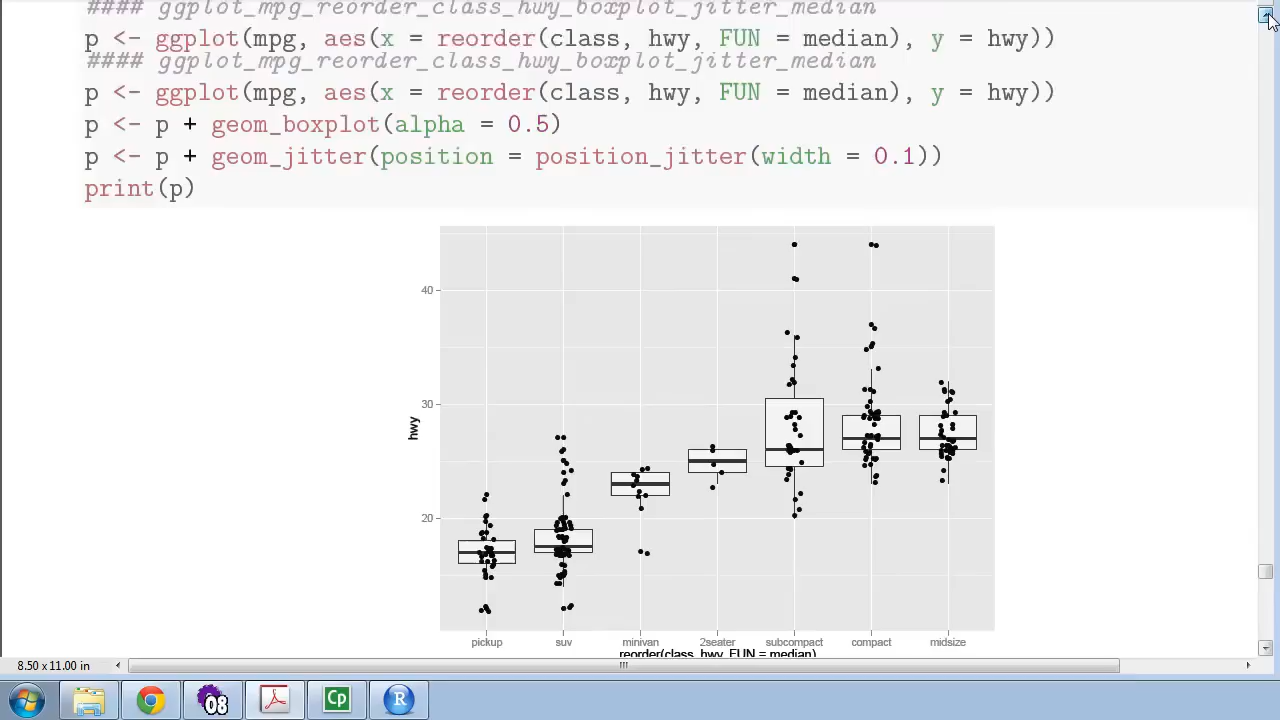 #### ggplot_mpg_reorder_class_hwy_boxplot_jitter_median
p <- ggplot(mpg, aes(x = reorder(class, hwy, FUN = median), y = hwy))
#### ggplot_mpg_reorder_class_hwy_boxplot_jitter_median
p <- ggplot(mpg, aes(x = reorder(class, hwy, FUN = median), y = hwy))
p <- p + geom_boxplot(alpha = 0.5)
p <- p + geom_jitter(position = position_jitter(width = 0.1))
print(p)
40
30
hwy
20
pickup suv minivan 2seater subcompact compact midsize
reorder(class, hwy, FUN = median)
8.50 x 11.00 in
08
Cp
R